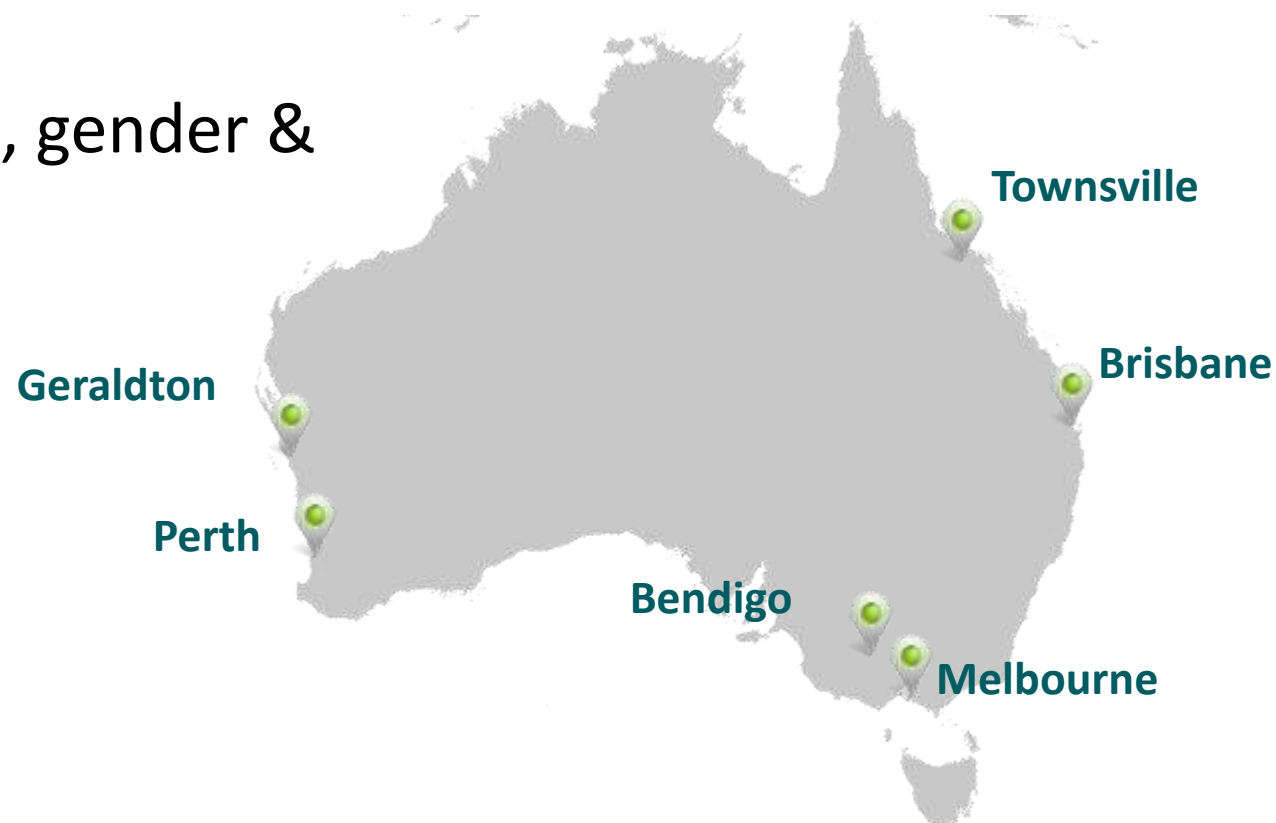 , gender &
Townsville
Brisbane
Geraldton
Perth
Bendigo
Melbourne